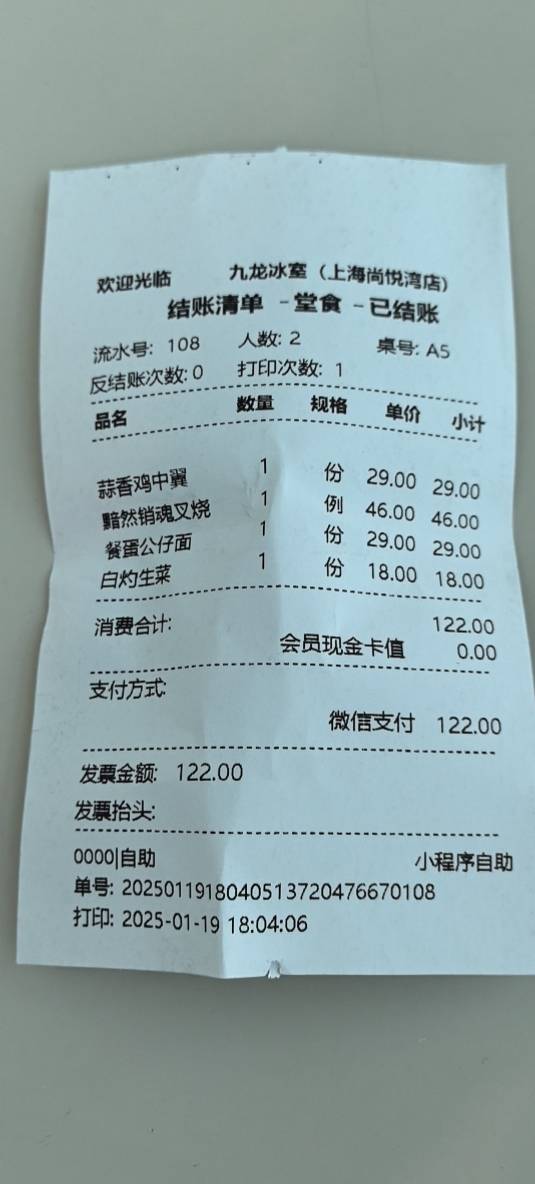 欢迎光临 九龙冰室（上海尚悦湾店）
结账清单 -堂食 -已结账
流水号: 108 人数: 2 桌号: A5
反结账次数: 0 打印次数: 1
品名 数量 规格 单价 小计
蒜香鸡中翼 1 份 29.00 29.00
黯然销魂叉烧 1 例 46.00 46.00
餐蛋公仔面 1 份 29.00 29.00
白灼生菜 1 份 18.00 18.00
消费合计: 122.00
会员现金卡值 0.00
支付方式:
微信支付 122.00
发票金额: 122.00
发票抬头:
0000|自助 小程序自助
单号: 20250119180405137204766​70108
打印: 2025-01-19 18:04:06